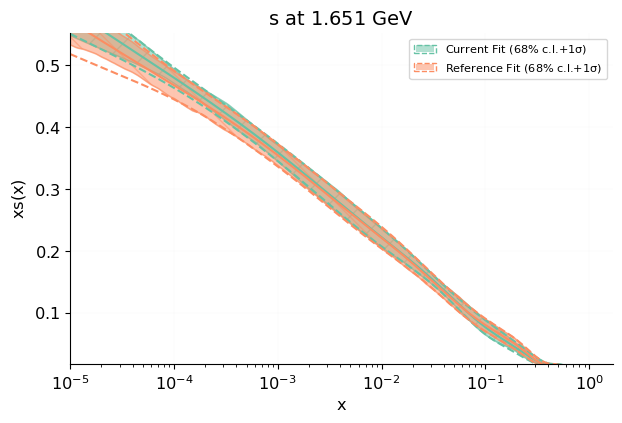 s at 1.651 GeV
Current Fit (68% c.l.+1σ)
Reference Fit (68% c.l.+1σ)
xs(x)
0.5
0.4
0.3
0.2
0.1
10⁻⁵ 10⁻⁴ 10⁻³ 10⁻² 10⁻¹ 10⁰
x